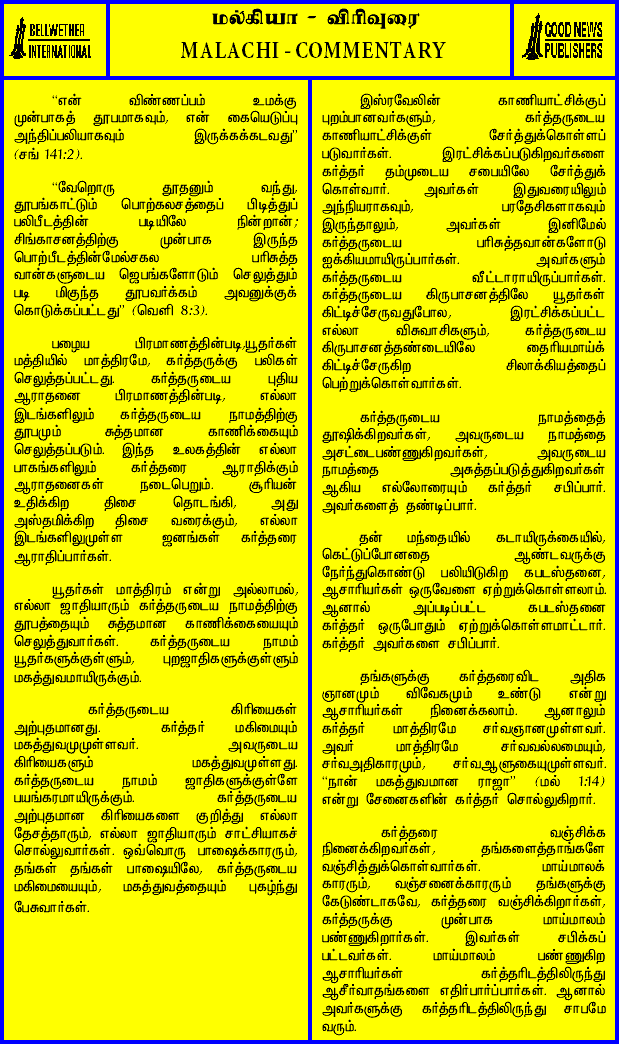 BELLWETHER
INTERNATIONAL
மல்கியா - விரிவுரை
MALACHI - COMMENTARY
GOOD NEWS
PUBLISHERS
“என் விண்ணப்பம் உமக்கு
முன்பாகத் தூபமாகவும், என் கையெடுப்பு
அந்திப்பலியாகவும் இருக்கக்கடவது”
(சங் 141:2).
“வேறொரு தூதனும் வந்து,
தூபங்காட்டும் பொற்கலசத்தைப் பிடித்துப்
பலிபீடத்தின் படியிலே நின்றான்;
சிங்காசனத்திற்கு முன்பாக இருந்த
பொற்பீடத்தின்மேல்சகல பரிசுத்த
வான்களுடைய ஜெபங்களோடும் செலுத்தும்
படி மிகுந்த தூபவர்க்கம் அவனுக்குக்
கொடுக்கப்பட்டது” (வெளி 8:3).
பழைய பிரமாணத்தின்படி,யூதர்கள்
மத்தியில் மாத்திரமே, கர்த்தருக்கு பலிகள்
செலுத்தப்பட்டது. கர்த்தருடைய புதிய
ஆராதனை பிரமாணத்தின்படி, எல்லா
இடங்களிலும் கர்த்தருடைய நாமத்திற்கு
தூபமும் சுத்தமான காணிக்கையும்
செலுத்தப்படும். இந்த உலகத்தின் எல்லா
பாகங்களிலும் கர்த்தரை ஆராதிக்கும்
ஆராதனைகள் நடைபெறும். சூரியன்
உதிக்கிற திசை தொடங்கி, அது
அஸ்தமிக்கிற திசை வரைக்கும், எல்லா
இடங்களிலுமுள்ள ஜனங்கள் கர்த்தரை
ஆராதிப்பார்கள்.
யூதர்கள் மாத்திரம் என்று அல்லாமல்,
எல்லா ஜாதியாரும் கர்த்தருடைய நாமத்திற்கு
தூபத்தையும் சுத்தமான காணிக்கையையும்
செலுத்துவார்கள். கர்த்தருடைய நாமம்
யூதர்களுக்குள்ளும், புறஜாதிகளுக்குள்ளும்
மகத்துவமாயிருக்கும்.
கர்த்தருடைய கிரியைகள்
அற்புதமானது. கர்த்தர் மகிமையும்
மகத்துவமுமுள்ளவர். அவருடைய
கிரியைகளும் மகத்துவமுள்ளது.
கர்த்தருடைய நாமம் ஜாதிகளுக்குள்ளே
பயங்கரமாயிருக்கும். கர்த்தருடைய
அற்புதமான கிரியைகளை குறித்து எல்லா
தேசத்தாரும், எல்லா ஜாதியாரும் சாட்சியாகச்
சொல்லுவார்கள். ஒவ்வொரு பாஷைக்காரரும்,
தங்கள் தங்கள் பாஷையிலே, கர்த்தருடைய
மகிமையையும், மகத்துவத்தையும் புகழ்ந்து
பேசுவார்கள்.
இஸ்ரவேலின் காணியாட்சிக்குப்
புறம்பானவர்களும், கர்த்தருடைய
காணியாட்சிக்குள் சேர்த்துக்கொள்ளப்
படுவார்கள். இரட்சிக்கப்படுகிறவர்களை
கர்த்தர் தம்முடைய சபையிலே சேர்த்துக்
கொள்வார். அவர்கள் இதுவரையிலும்
அந்நியராகவும், பரதேசிகளாகவும்
இருந்தாலும், அவர்கள் இனிமேல்
கர்த்தருடைய பரிசுத்தவான்களோடு
ஐக்கியமாயிருப்பார்கள். அவர்களும்
கர்த்தருடைய வீட்டாராயிருப்பார்கள்.
கர்த்தருடைய கிருபாசனத்திலே யூதர்கள்
கிட்டிச்சேருவதுபோல, இரட்சிக்கப்பட்ட
எல்லா விசுவாசிகளும், கர்த்தருடைய
கிருபாசனத்தண்டையிலே தைரியமாய்க்
கிட்டிச்சேருகிற சிலாக்கியத்தைப்
பெற்றுக்கொள்வார்கள்.
கர்த்தருடைய நாமத்தைத்
தூஷிக்கிறவர்கள், அவருடைய நாமத்தை
அசட்டைபண்ணுகிறவர்கள், அவருடைய
நாமத்தை அசுத்தப்படுத்துகிறவர்கள்
ஆகிய எல்லோரையும் கர்த்தர் சபிப்பார்.
அவர்களைத் தண்டிப்பார்.
தன் மந்தையில் கடாயிருக்கையில்,
கெட்டுப்போனதை ஆண்டவருக்கு
நேர்ந்துகொண்டு பலியிடுகிற கபடஸ்தனை,
ஆசாரியர்கள் ஒருவேளை ஏற்றுக்கொள்ளலாம்.
ஆனால் அப்படிப்பட்ட கபடஸ்தனை
கர்த்தர் ஒருபோதும் ஏற்றுக்கொள்ளமாட்டார்.
கர்த்தர் அவர்களை சபிப்பார்.
தங்களுக்கு கர்த்தரைவிட அதிக
ஞானமும் விவேகமும் உண்டு என்று
ஆசாரியர்கள் நினைக்கலாம். ஆனாலும்
கர்த்தர் மாத்திரமே சர்வஞானமுள்ளவர்.
அவர் மாத்திரமே சர்வவல்லமையும்,
சர்வஅதிகாரமும், சர்வஆளுகையுமுள்ளவர்.
“நான் மகத்துவமான ராஜா” (மல் 1:14)
என்று சேனைகளின் கர்த்தர் சொல்லுகிறார்.
கர்த்தரை வஞ்சிக்க
நினைக்கிறவர்கள், தங்களைத்தாங்களே
வஞ்சித்துக்கொள்வார்கள். மாய்மாலக்
காரரும், வஞ்சனைக்காரரும் தங்களுக்கு
கேடுண்டாகவே, கர்த்தரை வஞ்சிக்கிறார்கள்,
கர்த்தருக்கு முன்பாக மாய்மாலம்
பண்ணுகிறார்கள். இவர்கள் சபிக்கப்
பட்டவர்கள். மாய்மாலம் பண்ணுகிற
ஆசாரியர்கள் கர்த்தரிடத்திலிருந்து
ஆசீர்வாதங்களை எதிர்பார்ப்பார்கள். ஆனால்
அவர்களுக்கு கர்த்தரிடத்திலிருந்து சாபமே
வரும்.